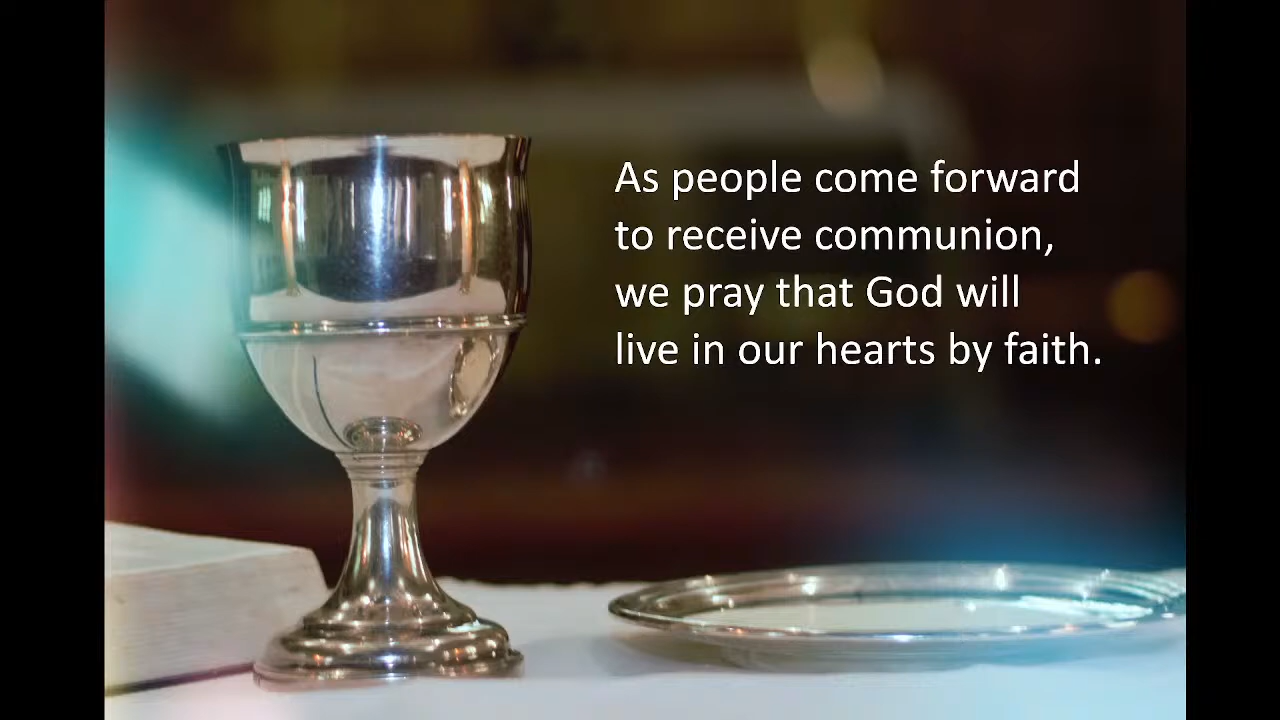 As people come forward
to receive communion,
we pray that God will
live in our hearts by faith.